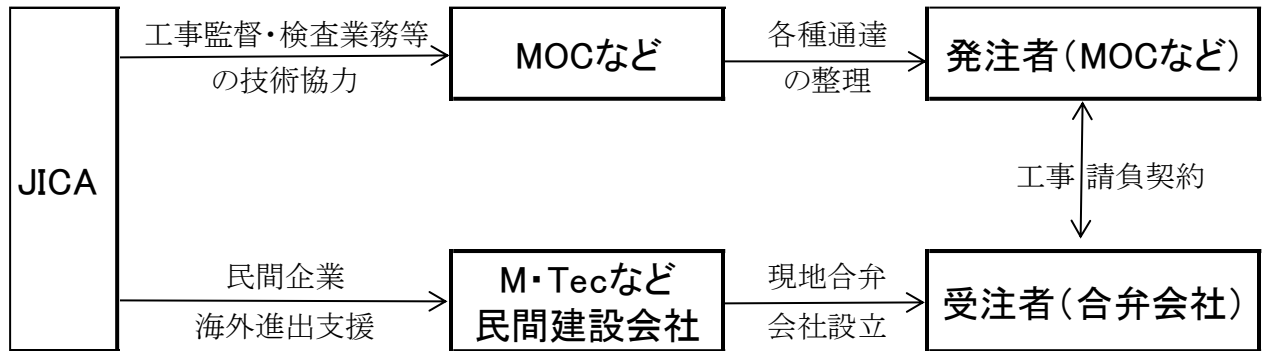 JICA
工事監督・検査業務等
の技術協力
MOCなど
各種通達
の整理
発注者（MOCなど）
工事 請負契約
民間企業
海外進出支援
M・Tecなど
民間建設会社
現地合弁
会社設立
受注者（合弁会社）